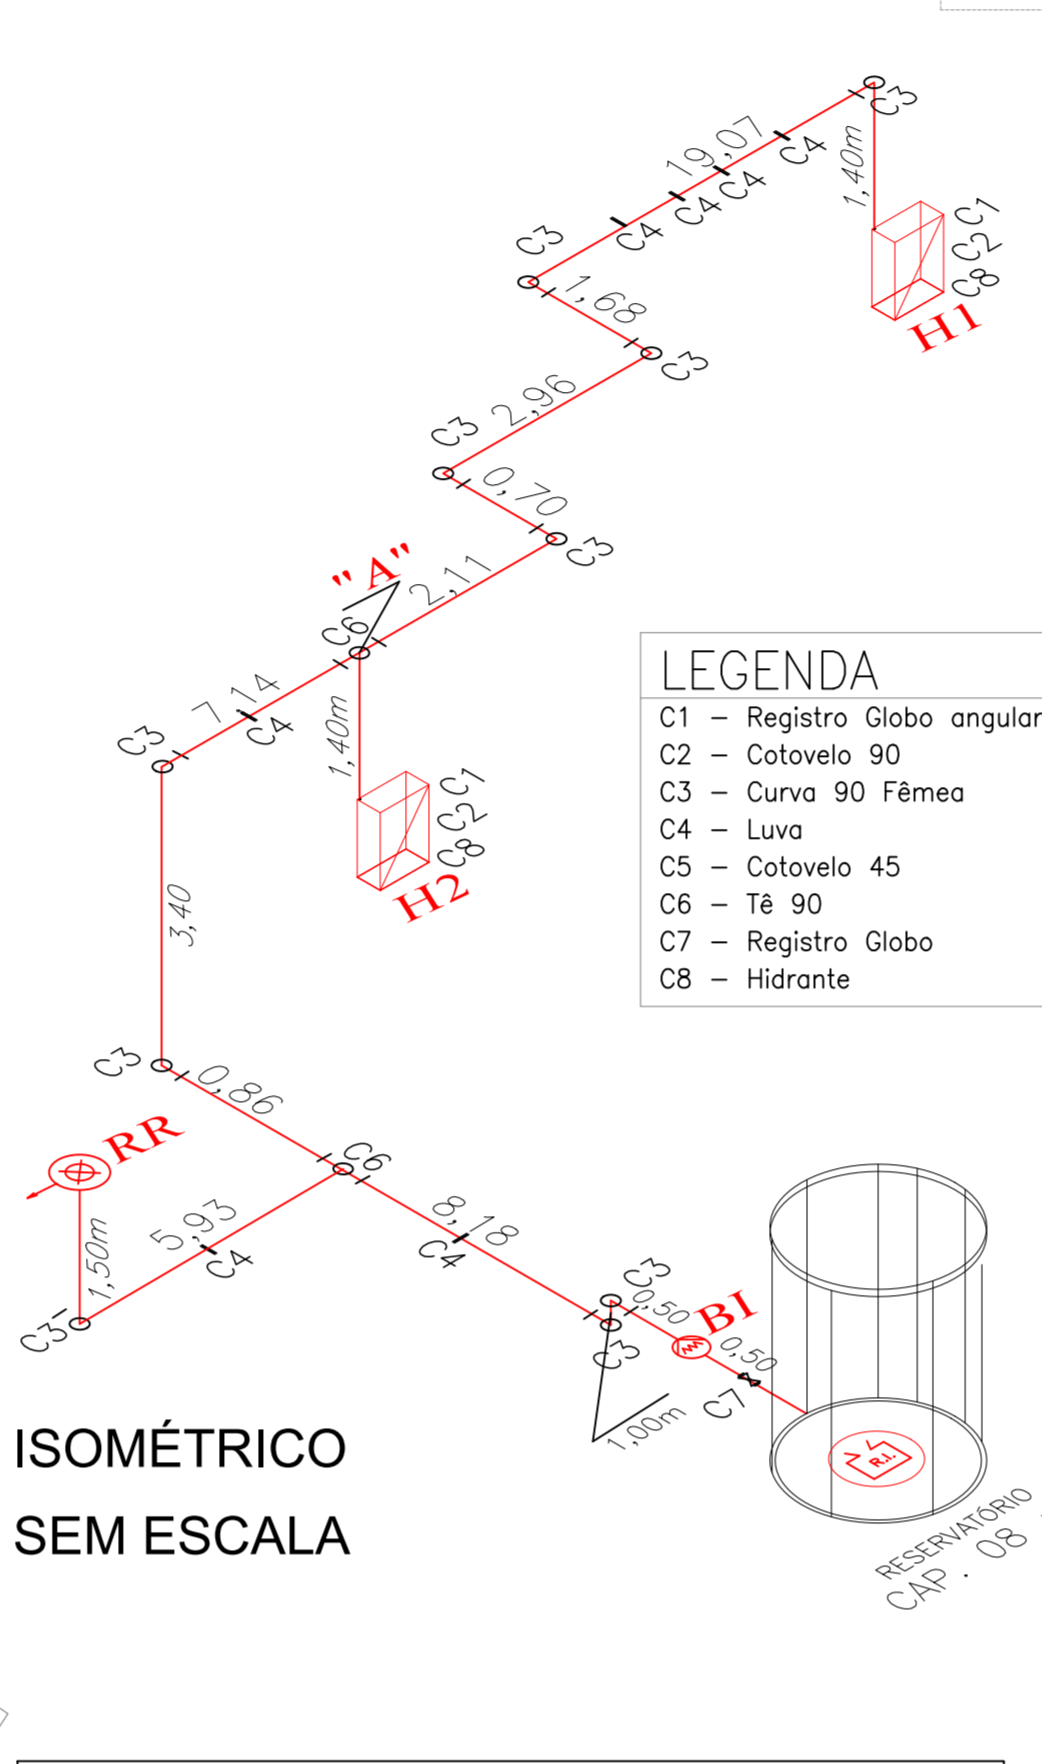 C3
19,07
C4
1,40m
C4
C4
C4
C1
C2
C8
H1
C3
1,68
C3
2,96
C3
0,70
C3
"A"
2,11
C6
7,14
C4
C3
1,40m
C1
C2
C8
H2
LEGENDA
C1 – Registro Globo angular
C2 – Cotovelo 90
C3 – Curva 90 Fêmea
C4 – Luva
C5 – Cotovelo 45
C6 – Tê 90
C7 – Registro Globo
C8 – Hidrante
3,40
C3
0,86
RR
C6
5,93
C4
1,50m
C3
8,18
C4
C3
0,50
BI
C3
0,50
C7
1,00m
R.I.
RESERVATÓRIO
CAP. 08
ISOMÉTRICO
SEM ESCALA